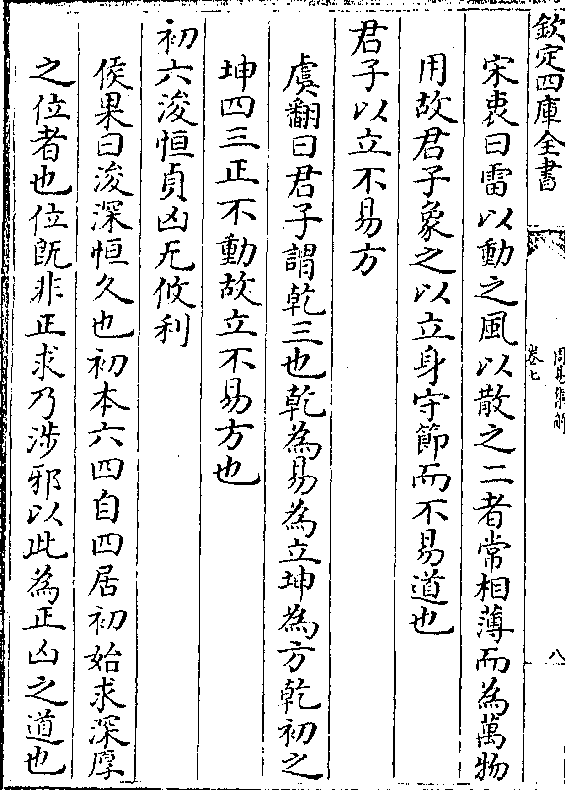 欽定四庫全書
周易集解
卷七
八
宋衷曰雷以動之風以散之二者常相薄而為萬物
用故君子象之以立身守節而不易道也
君子以立不易方
虞翻曰君子謂乾三也乾為易為立坤為方乾初之
坤四三正不動故立不易方也
初六浚恒貞凶无攸利
侯果曰浚深恒久也初本六四自四居初始求深厚
之位者也位旣非正求乃涉邪以此為正凶之道也